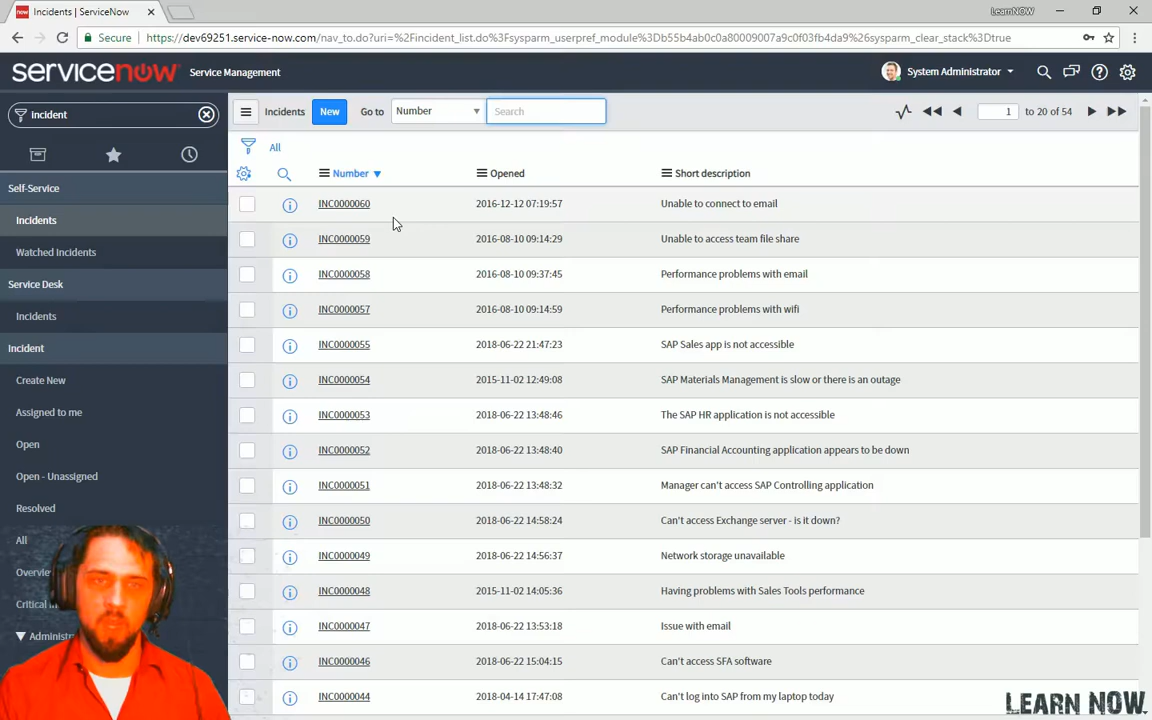 now Incidents | ServiceNow
LearnNOW
Secure https://dev69251.service-now.com/nav_to.do?uri=%2Fincident_list.do%3Fsysparm_userpref_module%3Db55b4ab0c0a80009007a9c0f03fb4da9%26sysparm_clear_stack%3Dtrue
servicenow Service Management
System Administrator
Incident
Incidents New Go to Number Search
1 to 20 of 54
All
Number Opened Short description
Self-Service
Incidents
Watched Incidents
Service Desk
Incidents
Incident
Create New
Assigned to me
Open
Open - Unassigned
Resolved
All
INC0000060 2016-12-12 07:19:57 Unable to connect to email
INC0000059 2016-08-10 09:14:29 Unable to access team file share
INC0000058 2016-08-10 09:37:45 Performance problems with email
INC0000057 2016-08-10 09:14:59 Performance problems with wifi
INC0000055 2018-06-22 21:47:23 SAP Sales app is not accessible
INC0000054 2015-11-02 12:49:08 SAP Materials Management is slow or there is an outage
INC0000053 2018-06-22 13:48:46 The SAP HR application is not accessible
INC0000052 2018-06-22 13:48:40 SAP Financial Accounting application appears to be down
INC0000051 2018-06-22 13:48:32 Manager can't access SAP Controlling application
INC0000050 2018-06-22 14:58:24 Can't access Exchange server - is it down?
INC0000049 2018-06-22 14:56:37 Network storage unavailable
INC0000048 2015-11-02 14:05:36 Having problems with Sales Tools performance
INC0000047 2018-06-22 13:53:18 Issue with email
INC0000046 2018-06-22 15:04:15 Can't access SFA software
INC0000044 2018-04-14 17:47:08 Can't log into SAP from my laptop today
LEARN NOW.